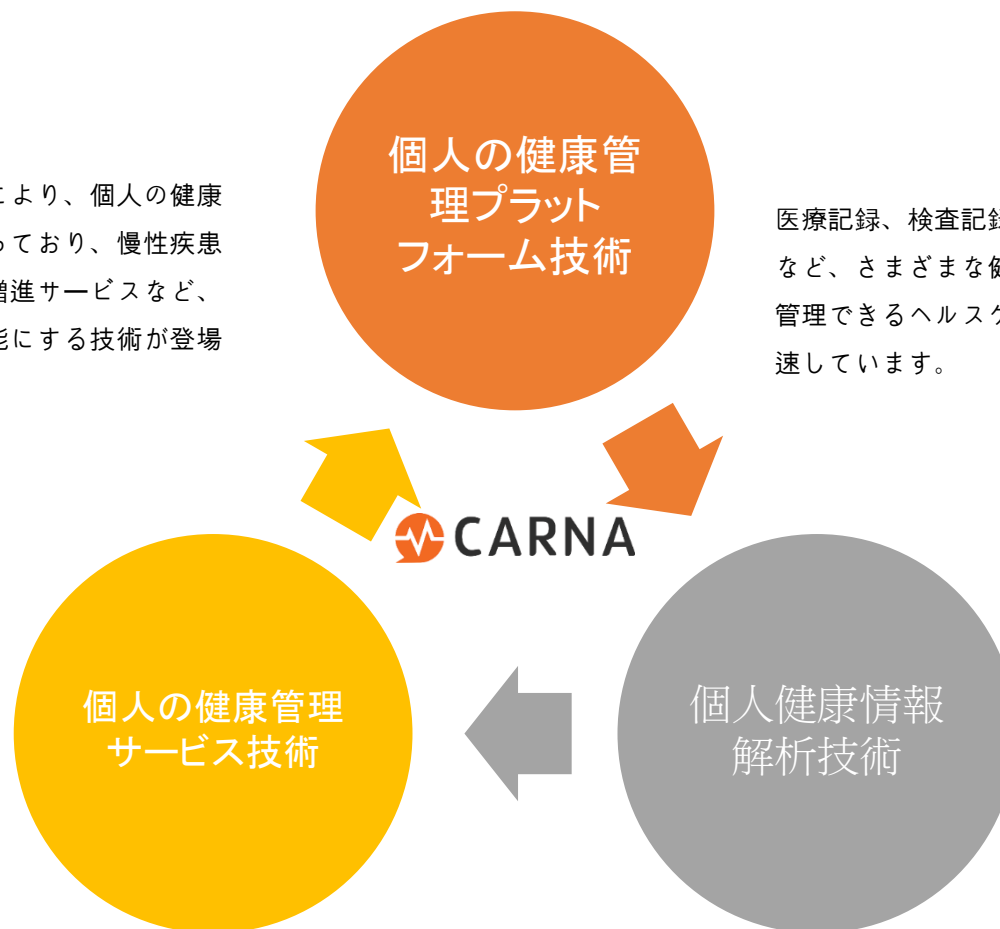 個人の健康管
理プラット
フォーム技術
により、個人の健康
っており、慢性疾患
増進サービスなど、
能にする技術が登場
医療記録、検査記録
など、さまざまな健
管理できるヘルスケ
速しています。
CARNA
個人の健康管理
サービス技術
個人健康情報
解析技術